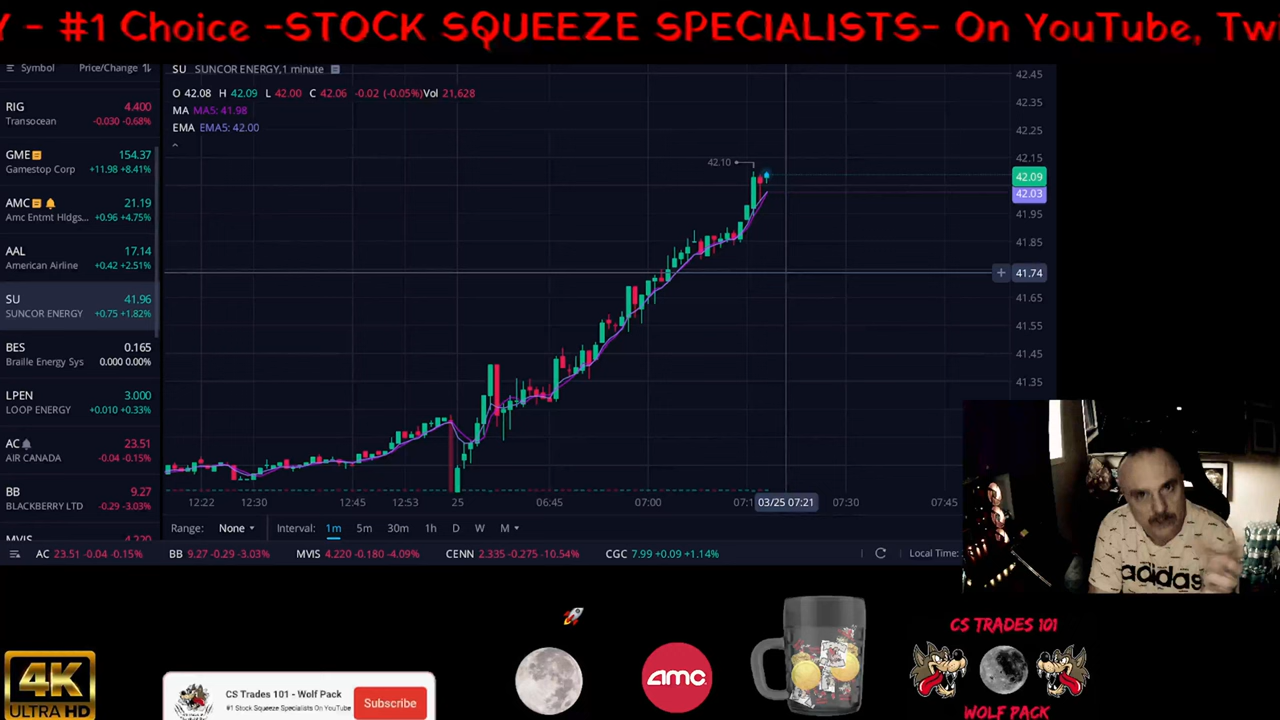 Y - #1 Choice -STOCK SQUEEZE SPECIALISTS- On YouTube, Tw
Symbol Price/Change
SU SUNCOR ENERGY,1 minute
O 42.08 H 42.09 L 42.00 C 42.06 -0.02 (-0.05%) Vol 21,628
MA MA5: 41.98
EMA EMA5: 42.00
RIG 4.400
Transocean -0.030 -0.68%
GME 154.37
Gamestop Corp +11.98 +8.41%
AMC 21.19
Amc Entmt Hldgs... +0.96 +4.75%
AAL 17.14
American Airline +0.42 +2.51%
SU 41.96
SUNCOR ENERGY +0.75 +1.82%
BES 0.165
Braille Energy Sys 0.000 0.00%
LPEN 3.000
LOOP ENERGY +0.010 +0.33%
AC 23.51
AIR CANADA -0.04 -0.15%
BB 9.27
BLACKBERRY LTD -0.29 -3.03%
MVIS 4.220
42.10
42.45
42.35
42.25
42.15
42.09
42.03
41.95
41.85
41.74
41.65
41.55
41.45
41.35
12:22 12:30 12:45 12:53 25 06:45 07:00 07:1 03/25 07:21 07:30 07:45
Range: None Interval: 1m 5m 30m 1h D W M
AC 23.51 -0.04 -0.15% BB 9.27 -0.29 -3.03% MVIS 4.220 -0.180 -4.09% CENN 2.335 -0.275 -10.54% CGC 7.99 +0.09 +1.14% Local Time:
adidas
4K
ULTRA HD
CS Trades 101 - Wolf Pack
#1 Stock Squeeze Specialists On YouTube
Subscribe
amc
CS TRADES 101
WOLF PACK